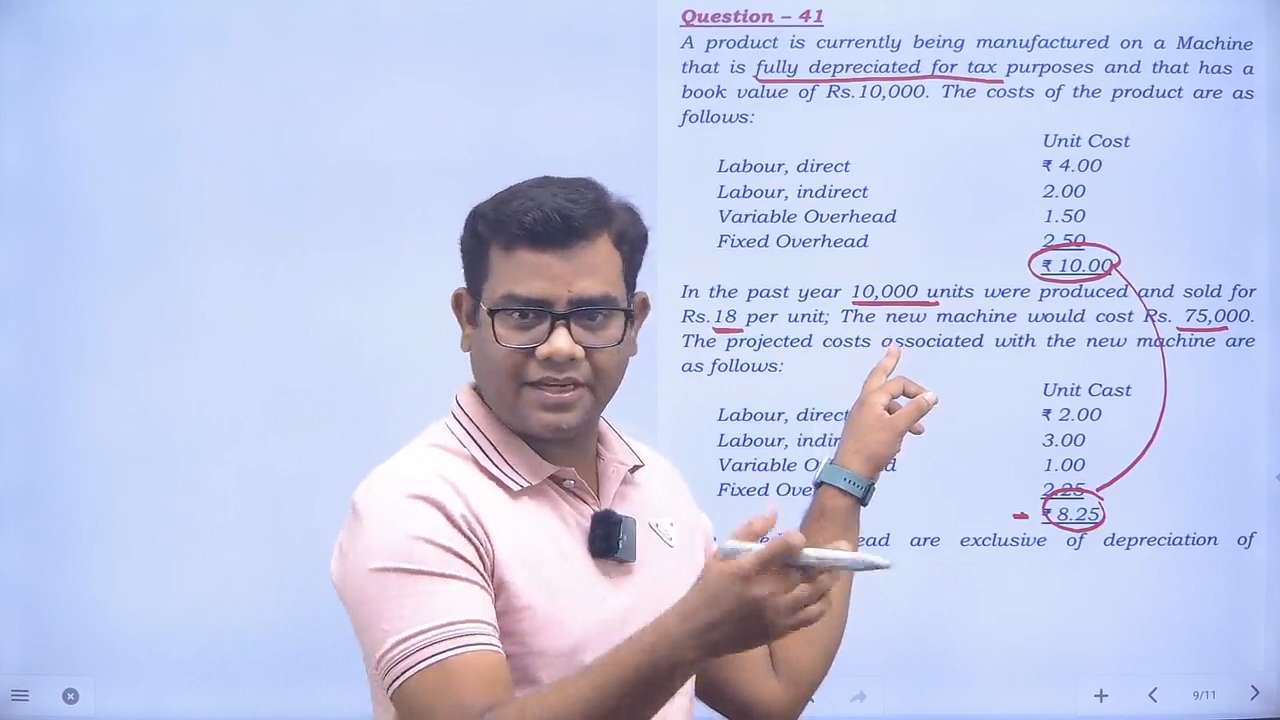 Question – 41
A product is currently being manufactured on a Machine
that is fully depreciated for tax purposes and that has a
book value of Rs.10,000. The costs of the product are as
follows:
Unit Cost
Labour, direct ₹ 4.00
Labour, indirect 2.00
Variable Overhead 1.50
Fixed Overhead 2.50
₹ 10.00
In the past year 10,000 units were produced and sold for
Rs.18 per unit; The new machine would cost Rs. 75,000.
The projected costs associated with the new machine are
as follows:
Unit Cast
Labour, direct ₹ 2.00
Labour, 3.00
Variable 1.00
Fixed 2.25
₹ 8.25
are exclusive of depreciation of
9/11